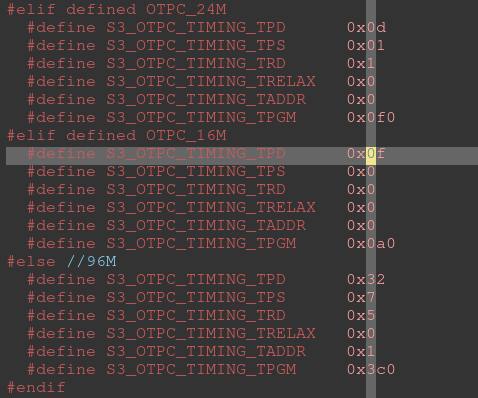 #elif defined OTPC_24M
  #define S3_OTPC_TIMING_TPD      0x0d
  #define S3_OTPC_TIMING_TPS      0x01
  #define S3_OTPC_TIMING_TRD      0x1
  #define S3_OTPC_TIMING_TRELAX   0x0
  #define S3_OTPC_TIMING_TADDR    0x0
  #define S3_OTPC_TIMING_TPGM     0x0f0
#elif defined OTPC_16M
  #define S3_OTPC_TIMING_TPD      0x0f
  #define S3_OTPC_TIMING_TPS      0x0
  #define S3_OTPC_TIMING_TRD      0x0
  #define S3_OTPC_TIMING_TRELAX   0x0
  #define S3_OTPC_TIMING_TADDR    0x0
  #define S3_OTPC_TIMING_TPGM     0x0a0
#else //96M
  #define S3_OTPC_TIMING_TPD      0x32
  #define S3_OTPC_TIMING_TPS      0x7
  #define S3_OTPC_TIMING_TRD      0x5
  #define S3_OTPC_TIMING_TRELAX   0x0
  #define S3_OTPC_TIMING_TADDR    0x1
  #define S3_OTPC_TIMING_TPGM     0x3c0
#endif